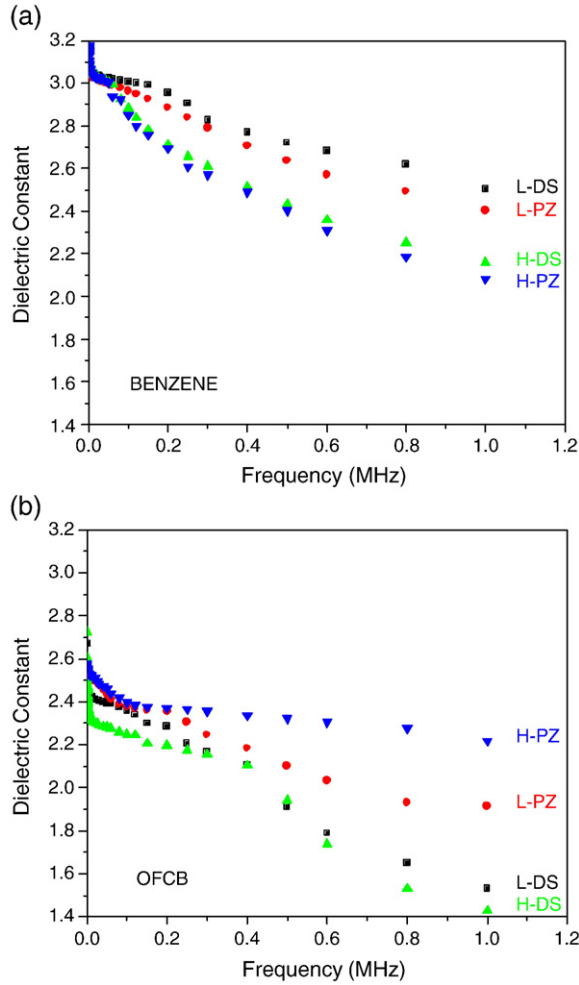 (a)
3.2
3.0
2.8
2.6
2.4
2.2
2.0
1.8
1.6
1.4
Dielectric Constant
L-DS
L-PZ
H-DS
H-PZ
BENZENE
0.0 0.2 0.4 0.6 0.8 1.0 1.2
Frequency (MHz)
(b)
3.2
3.0
2.8
2.6
2.4
2.2
2.0
1.8
1.6
1.4
Dielectric Constant
H-PZ
L-PZ
L-DS
H-DS
OFCB
0.0 0.2 0.4 0.6 0.8 1.0 1.2
Frequency (MHz)